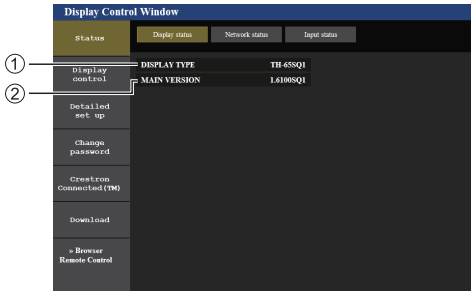 Display Control Window
Status
Display status
Network status
Input status
1
DISPLAY TYPE TH-65SQ1
2
MAIN VERSION 1.6100SQ1
Display
control
Detailed
set up
Change
password
Crestron
Connected(TM)
Download
» Browser
Remote Control